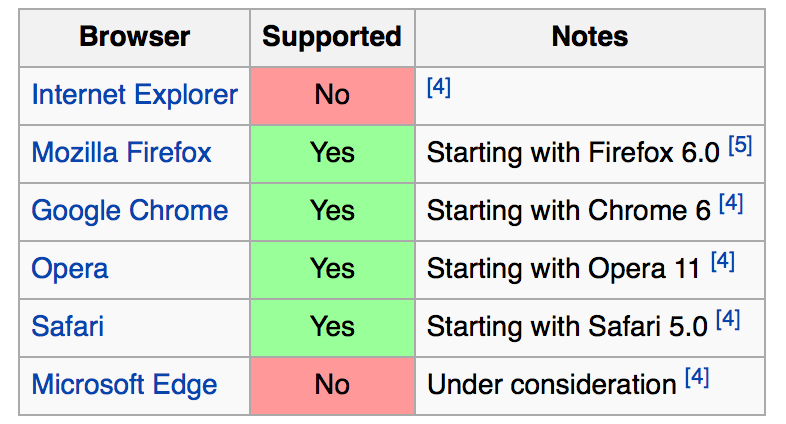 Browser Supported Notes
Internet Explorer No [4]
Mozilla Firefox Yes Starting with Firefox 6.0 [5]
Google Chrome Yes Starting with Chrome 6 [4]
Opera Yes Starting with Opera 11 [4]
Safari Yes Starting with Safari 5.0 [4]
Microsoft Edge No Under consideration [4]